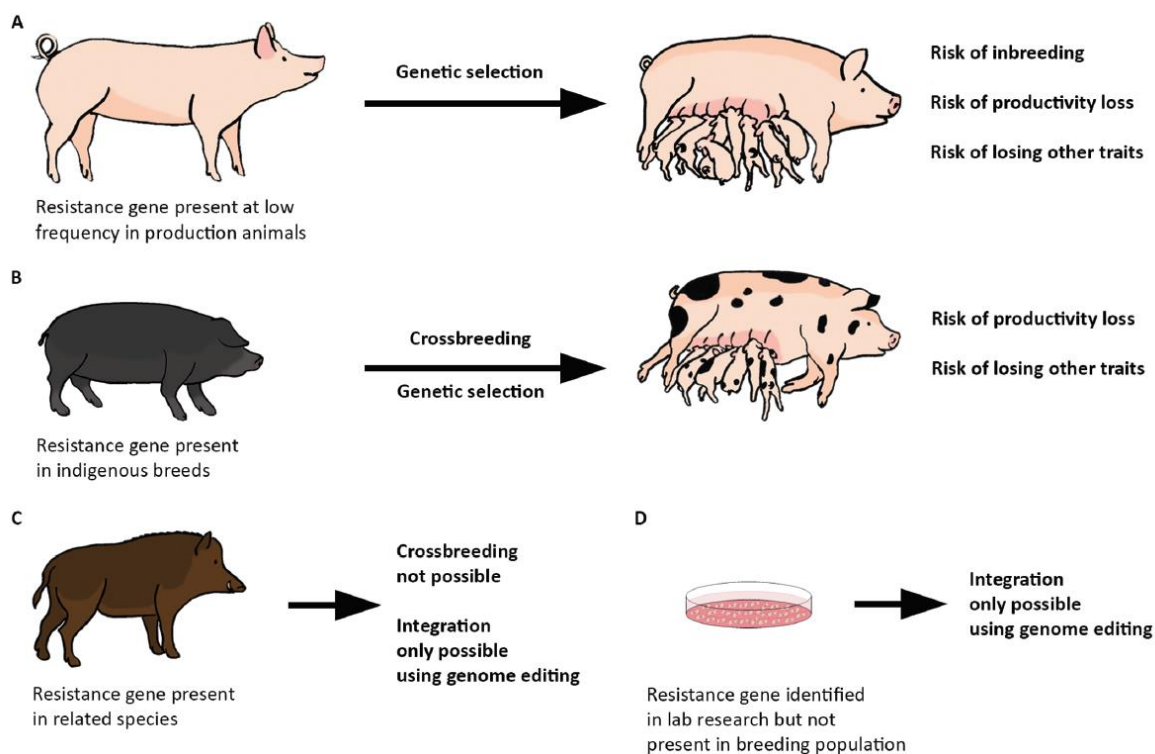 A
Genetic selection
Risk of inbreeding
Risk of productivity loss
Risk of losing other traits
Resistance gene present at low
frequency in production animals
B
Crossbreeding
Genetic selection
Risk of productivity loss
Risk of losing other traits
Resistance gene present
in indigenous breeds
C
Crossbreeding
not possible
Integration
only possible
using genome editing
Resistance gene present
in related species
D
Integration
only possible
using genome editing
Resistance gene identified
in lab research but not
present in breeding population